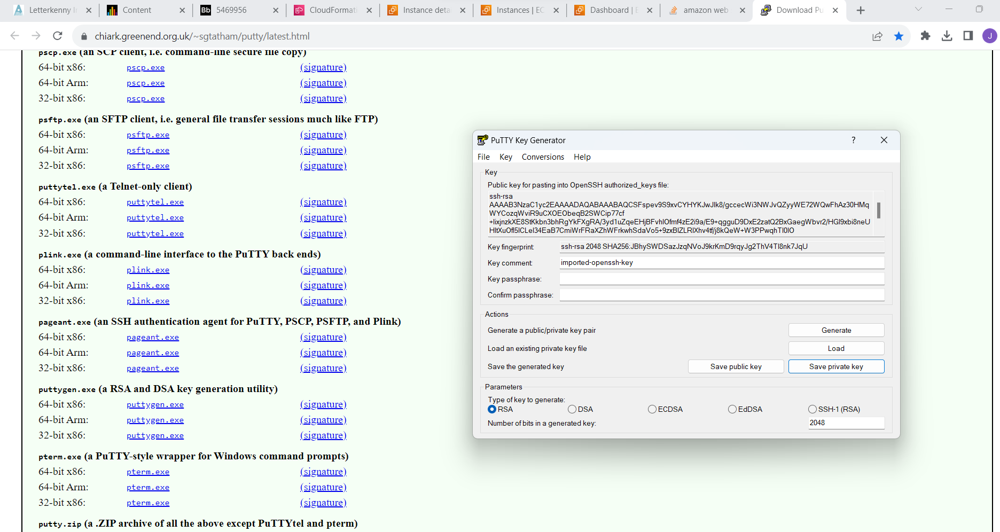 Letterkenny I
Content
Bb 5469956
CloudFormati
Instance deta
Instances | EC
Dashboard | E
amazon web
Download Pu
chiark.greenend.org.uk/~sgtatham/putty/latest.html
J
pscp.exe (an SCP client, i.e. command-line secure file copy)
64-bit x86: pscp.exe (signature)
64-bit Arm: pscp.exe (signature)
32-bit x86: pscp.exe (signature)
psftp.exe (an SFTP client, i.e. general file transfer sessions much like FTP)
64-bit x86: psftp.exe (signature)
64-bit Arm: psftp.exe (signature)
32-bit x86: psftp.exe (signature)
puttytel.exe (a Telnet-only client)
64-bit x86: puttytel.exe (signature)
64-bit Arm: puttytel.exe (signature)
32-bit x86: puttytel.exe (signature)
plink.exe (a command-line interface to the PuTTY back ends)
64-bit x86: plink.exe (signature)
64-bit Arm: plink.exe (signature)
32-bit x86: plink.exe (signature)
pageant.exe (an SSH authentication agent for PuTTY, PSCP, PSFTP, and Plink)
64-bit x86: pageant.exe (signature)
64-bit Arm: pageant.exe (signature)
32-bit x86: pageant.exe (signature)
puttygen.exe (a RSA and DSA key generation utility)
64-bit x86: puttygen.exe (signature)
64-bit Arm: puttygen.exe (signature)
32-bit x86: puttygen.exe (signature)
pterm.exe (a PuTTY-style wrapper for Windows command prompts)
64-bit x86: pterm.exe (signature)
64-bit Arm: pterm.exe (signature)
32-bit x86: pterm.exe (signature)
putty.zip (a .ZIP archive of all the above except PuTTYtel and pterm)
PuTTY Key Generator ?
File Key Conversions Help
Key
Public key for pasting into OpenSSH authorized_keys file:
ssh-rsa
AAAAB3NzaC1yc2EAAAADAQABAAABAQCSFspev9S9xvCYHYKJwJlk8/gccecWi3NWJvQZyyWE72WQwFhAz30HMq
WYCozqWviR9uCXOEObeqB2SWCip77cf
+lixjnzkXE8StKkbn3bhRgYkFXgRA/3yd1uZqeEHjBFvhIOfmf4zE2i9a/E9+qgguD9DxE2zatQ2BxGaegWbvr2/HGI9xbi8neU
HltXuOfl5lCLel34EaB7CmiWrFRaXZhWFrkwhSdaVo5+9zxBIZLRlXhv4tf/j8kQeW+W3PPwqhTl0lO
Key fingerprint: ssh-rsa 2048 SHA256:JBhySWDSazJzqNVoJ9krKmD9rqyJg2ThV4Tl8nk7JqU
Key comment: imported-openssh-key
Key passphrase:
Confirm passphrase:
Actions
Generate a public/private key pair Generate
Load an existing private key file Load
Save the generated key Save public key Save private key
Parameters
Type of key to generate:
RSA DSA ECDSA EdDSA SSH-1 (RSA)
Number of bits in a generated key: 2048